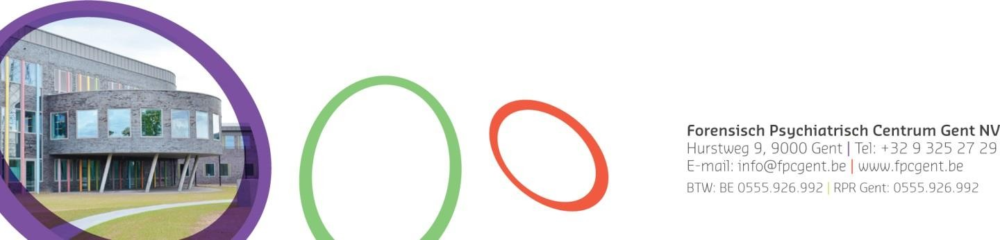 Forensisch Psychiatrisch Centrum Gent NV
Hurstweg 9, 9000 Gent | Tel: +32 9 325 27 29
E-mail: info@fpcgent.be | www.fpcgent.be
BTW: BE 0555.926.992 | RPR Gent: 0555.926.992